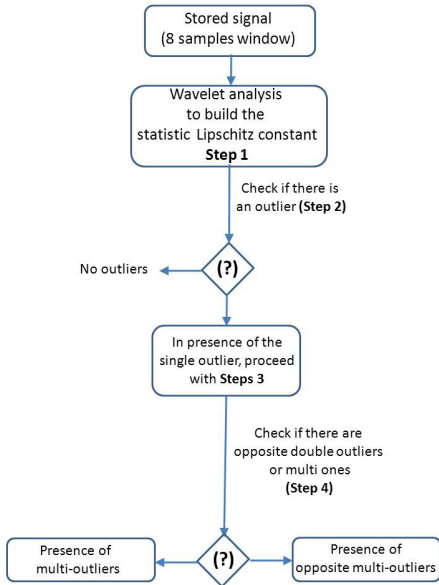 Stored signal
(8 samples window)
Wavelet analysis
to build the
statistic Lipschitz constant
Step 1
Check if there is
an outlier (Step 2)
No outliers
(?)
In presence of the
single outlier, proceed
with Steps 3
Check if there are
opposite double outliers
or multi ones
(Step 4)
Presence of
multi-outliers
(?)
Presence of
opposite multi-outliers